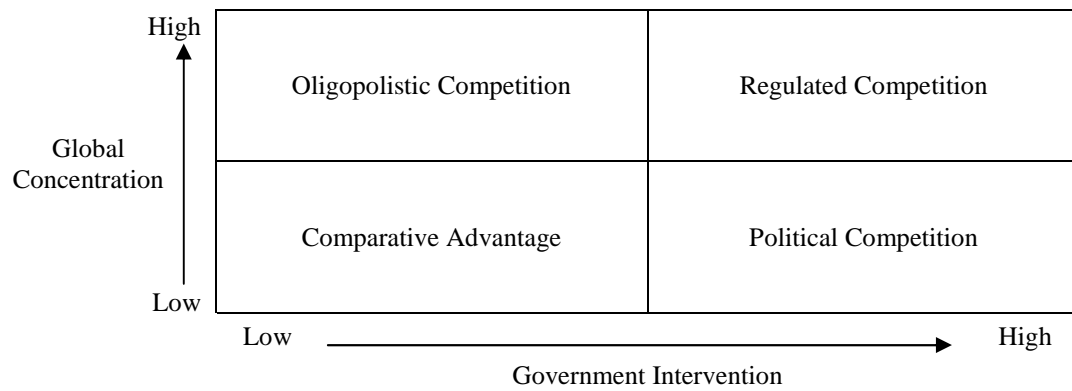 High
Oligopolistic Competition
Regulated Competition
Global
Concentration
Comparative Advantage
Political Competition
Low
Low
High
Government Intervention